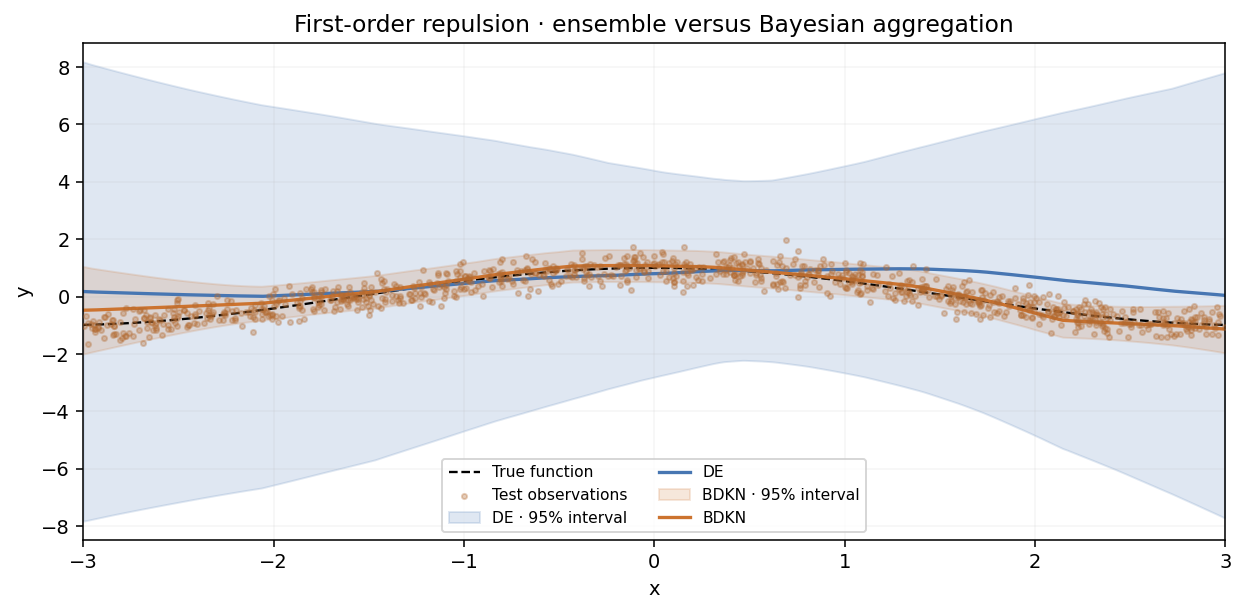 First-order repulsion · ensemble versus Bayesian aggregation
y
8
6
4
2
0
−2
−4
−6
−8
True function
Test observations
DE · 95% interval
DE
BDKN · 95% interval
BDKN
−3 −2 −1 0 1 2 3
x